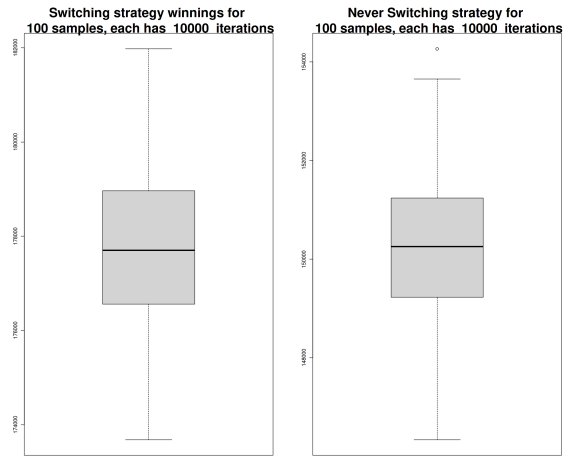 Switching strategy winnings for
100 samples, each has 10000 iterations
182000
180000
178000
176000
174000
Never Switching strategy for
100 samples, each has 10000 iterations
154000
152000
150000
148000